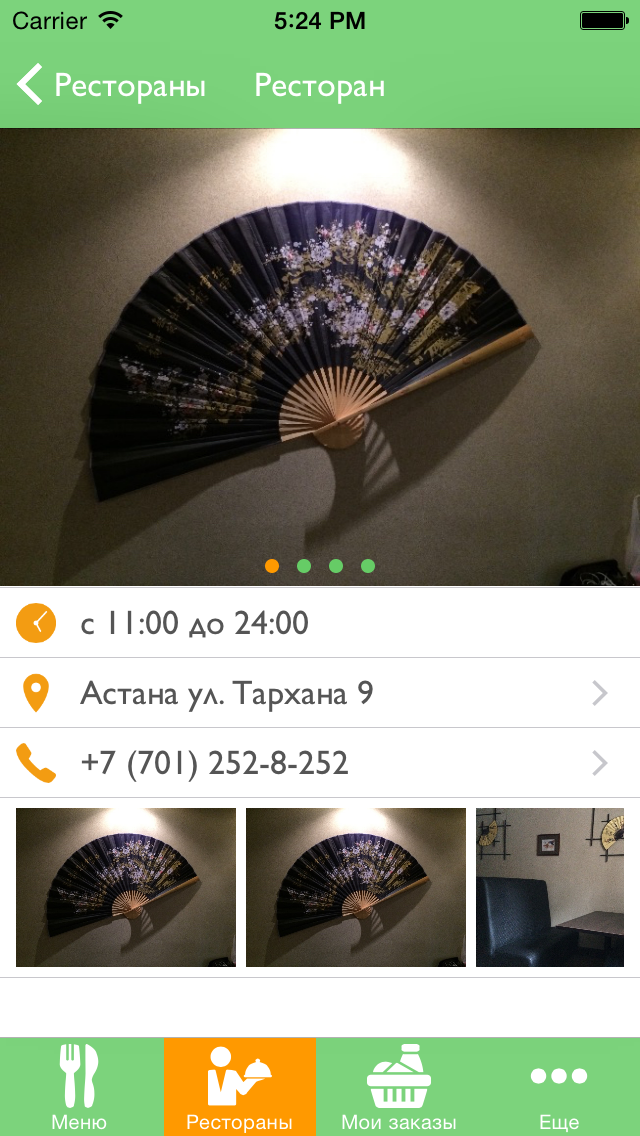 Carrier 5:24 PM
Рестораны Ресторан
с 11:00 до 24:00
Астана ул. Тархана 9
+7 (701) 252-8-252
Меню Рестораны Мои заказы Еще